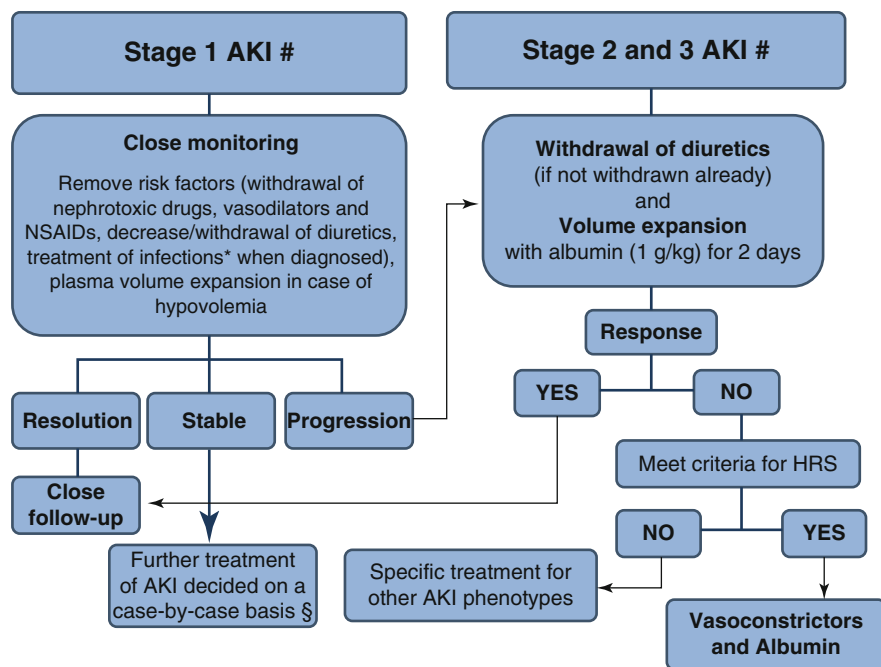 Stage 1 AKI #
Close monitoring
Remove risk factors (withdrawal of
nephrotoxic drugs, vasodilators and
NSAIDs, decrease/withdrawal of diuretics,
treatment of infections* when diagnosed),
plasma volume expansion in case of
hypovolemia
Resolution
Stable
Progression
Close
follow-up
Further treatment
of AKI decided on a
case-by-case basis §
Stage 2 and 3 AKI #
Withdrawal of diuretics
(if not withdrawn already)
and
Volume expansion
with albumin (1 g/kg) for 2 days
Response
YES
NO
Meet criteria for HRS
NO
YES
Specific treatment for
other AKI phenotypes
Vasoconstrictors
and Albumin